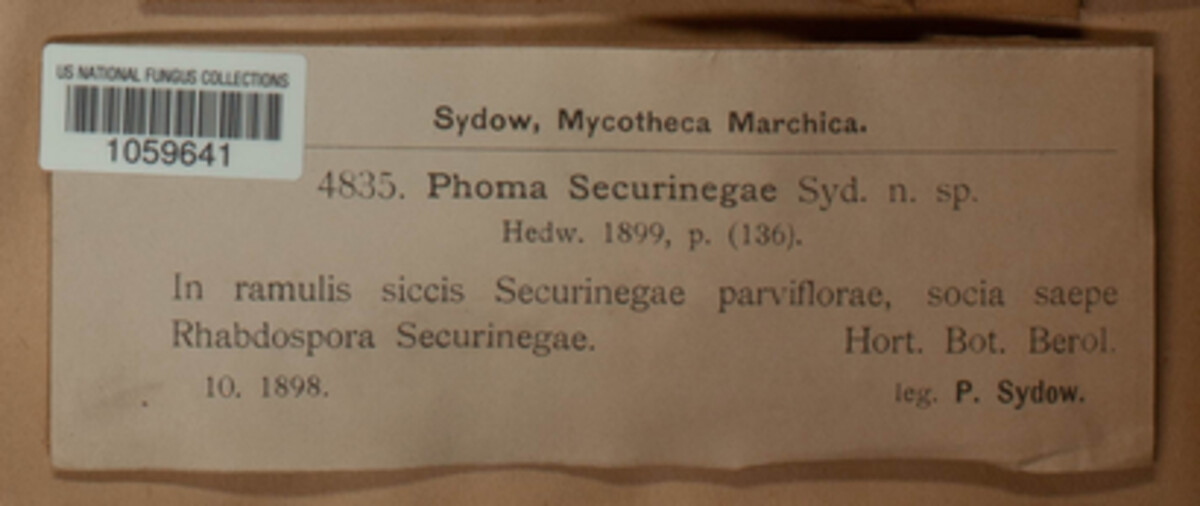 US NATIONAL FUNGUS COLLECTIONS
1059641
Sydow, Mycotheca Marchica.
4835. Phoma Securinegae Syd. n. sp.
Hedw. 1899, p. (136).
In ramulis siccis Securinegae parviflorae, socia saepe
Rhabdospora Securinegae. Hort. Bot. Berol.
10. 1898. leg. P. Sydow.